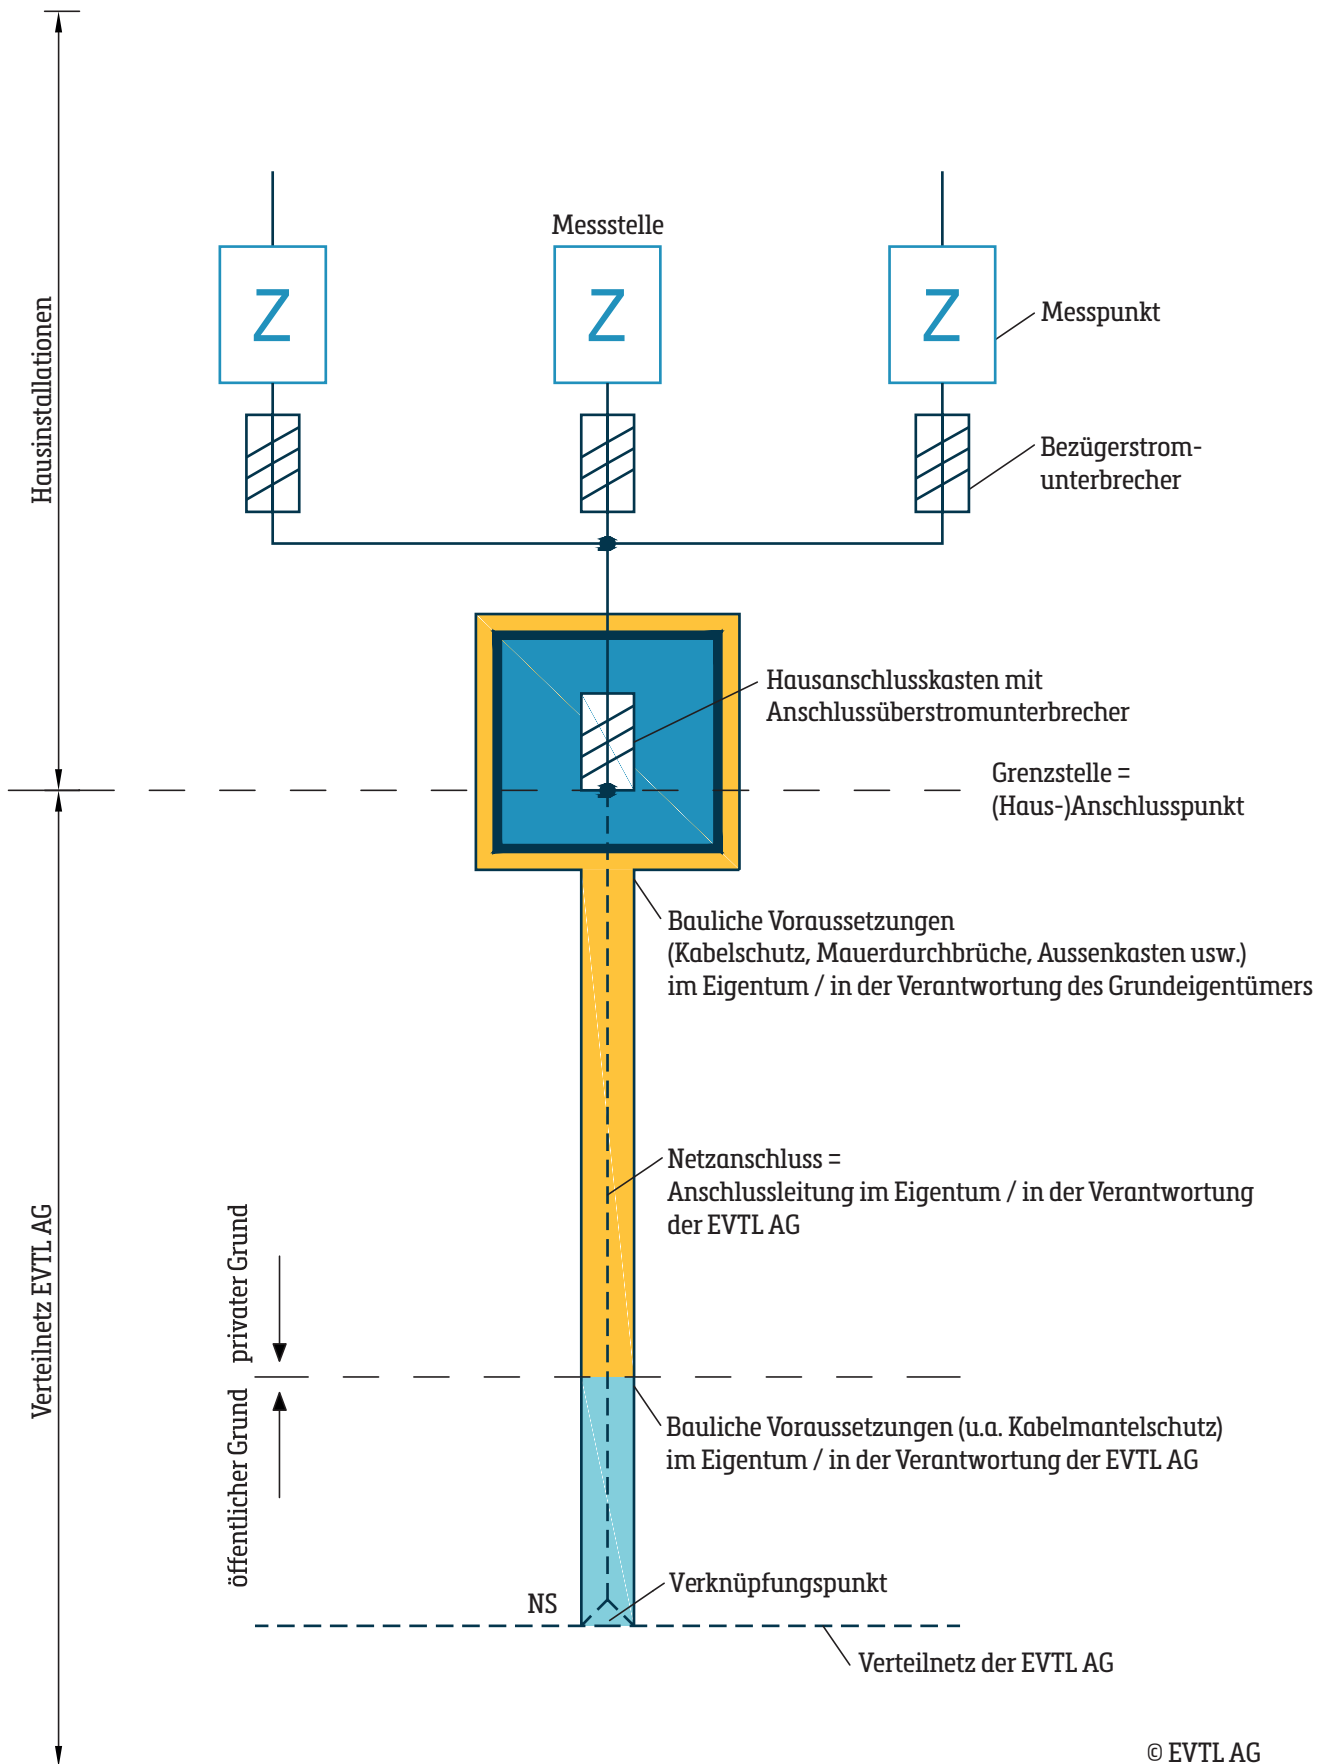 Messstelle
Z
Z
Z
Messpunkt
Hausinstallationen
Bezügerstrom-
unterbrecher
Hausanschlusskasten mit
Anschlussüberstromunterbrecher
Grenzstelle =
(Haus-)Anschlusspunkt
Bauliche Voraussetzungen
(Kabelschutz, Mauerdurchbrüche, Aussenkasten usw.)
im Eigentum / in der Verantwortung des Grundeigentümers
Netzanschluss =
Anschlussleitung im Eigentum / in der Verantwortung
der EVTL AG
Verteilnetz EVTL AG
privater Grund
öffentlicher Grund
Bauliche Voraussetzungen (u.a. Kabelmantelschutz)
im Eigentum / in der Verantwortung der EVTL AG
Verknüpfungspunkt
NS
Verteilnetz der EVTL AG
© EVTL AG